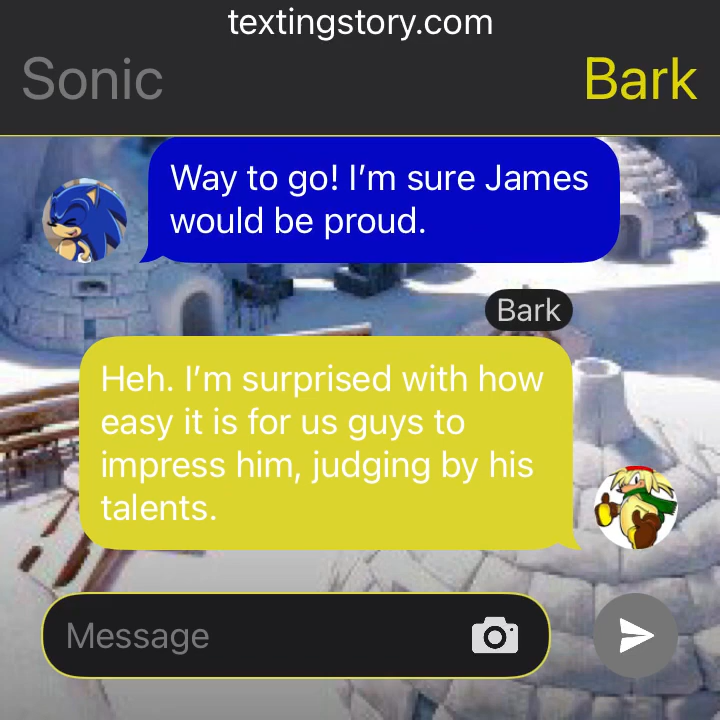 textingstory.com
Sonic
Bark
Way to go! I’m sure James
would be proud.
Bark
Heh. I’m surprised with how
easy it is for us guys to
impress him, judging by his
talents.
Message